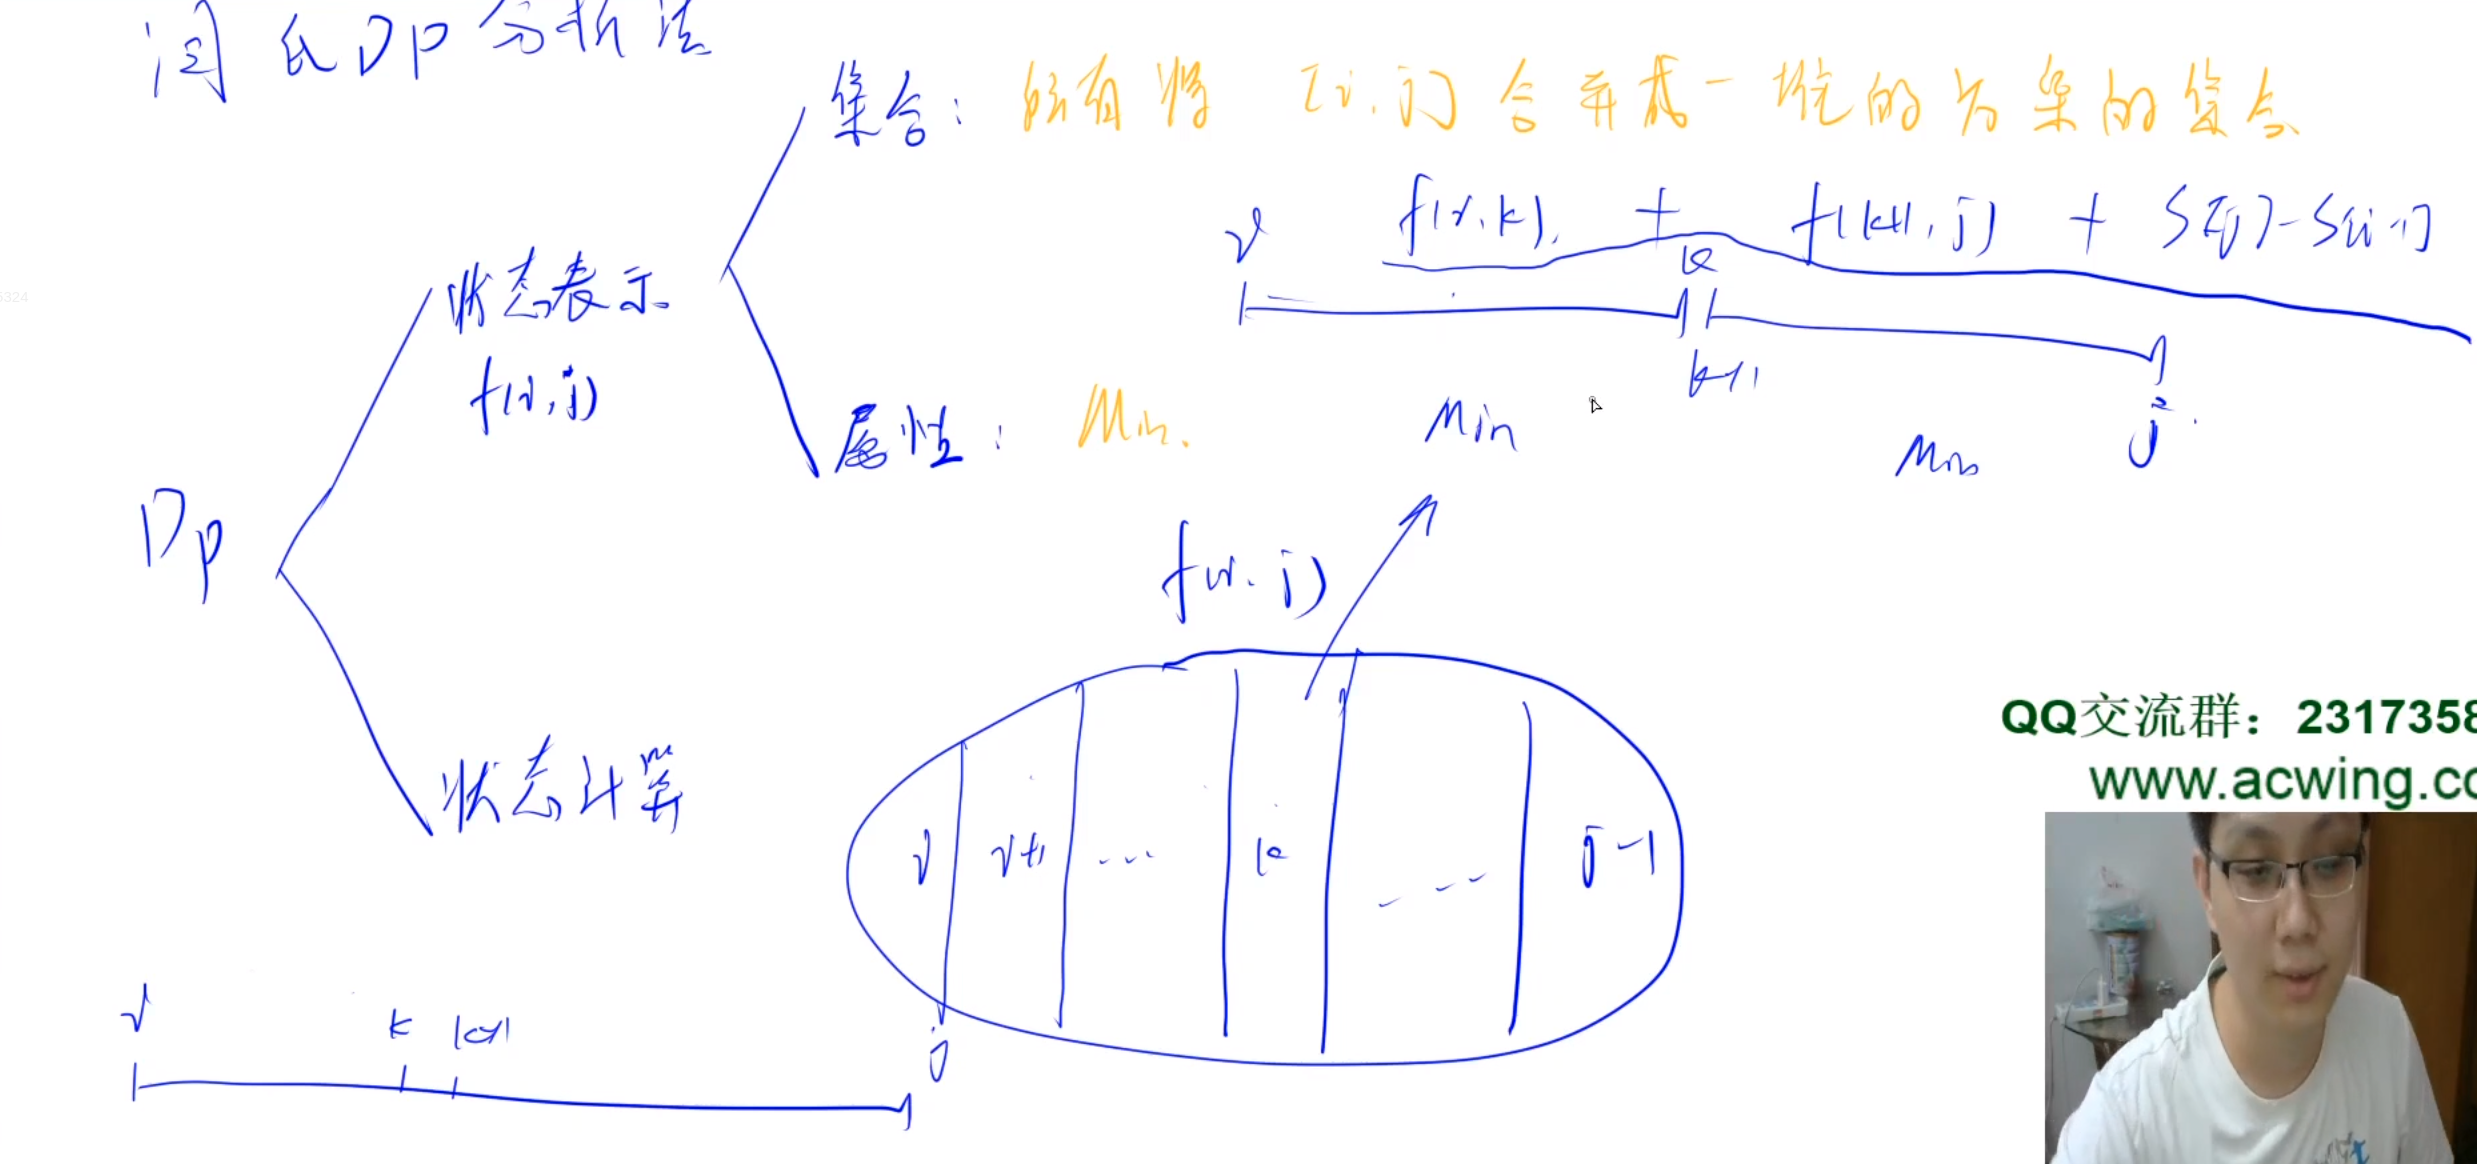 闫氏DP分析法
集合：所有将 [i,j] 合并成一堆的方案的集合
f(i,k) + f(k+1,j) + S[j]-S[i-1]
i
k
状态表示
k+1
f(i,j)
j
属性：Min.
Min
Min
DP
f(i,j)
状态计算
i i+1 ... k ... j-1
i
k k+1
j
QQ交流群：2317358
www.acwing.co
5324